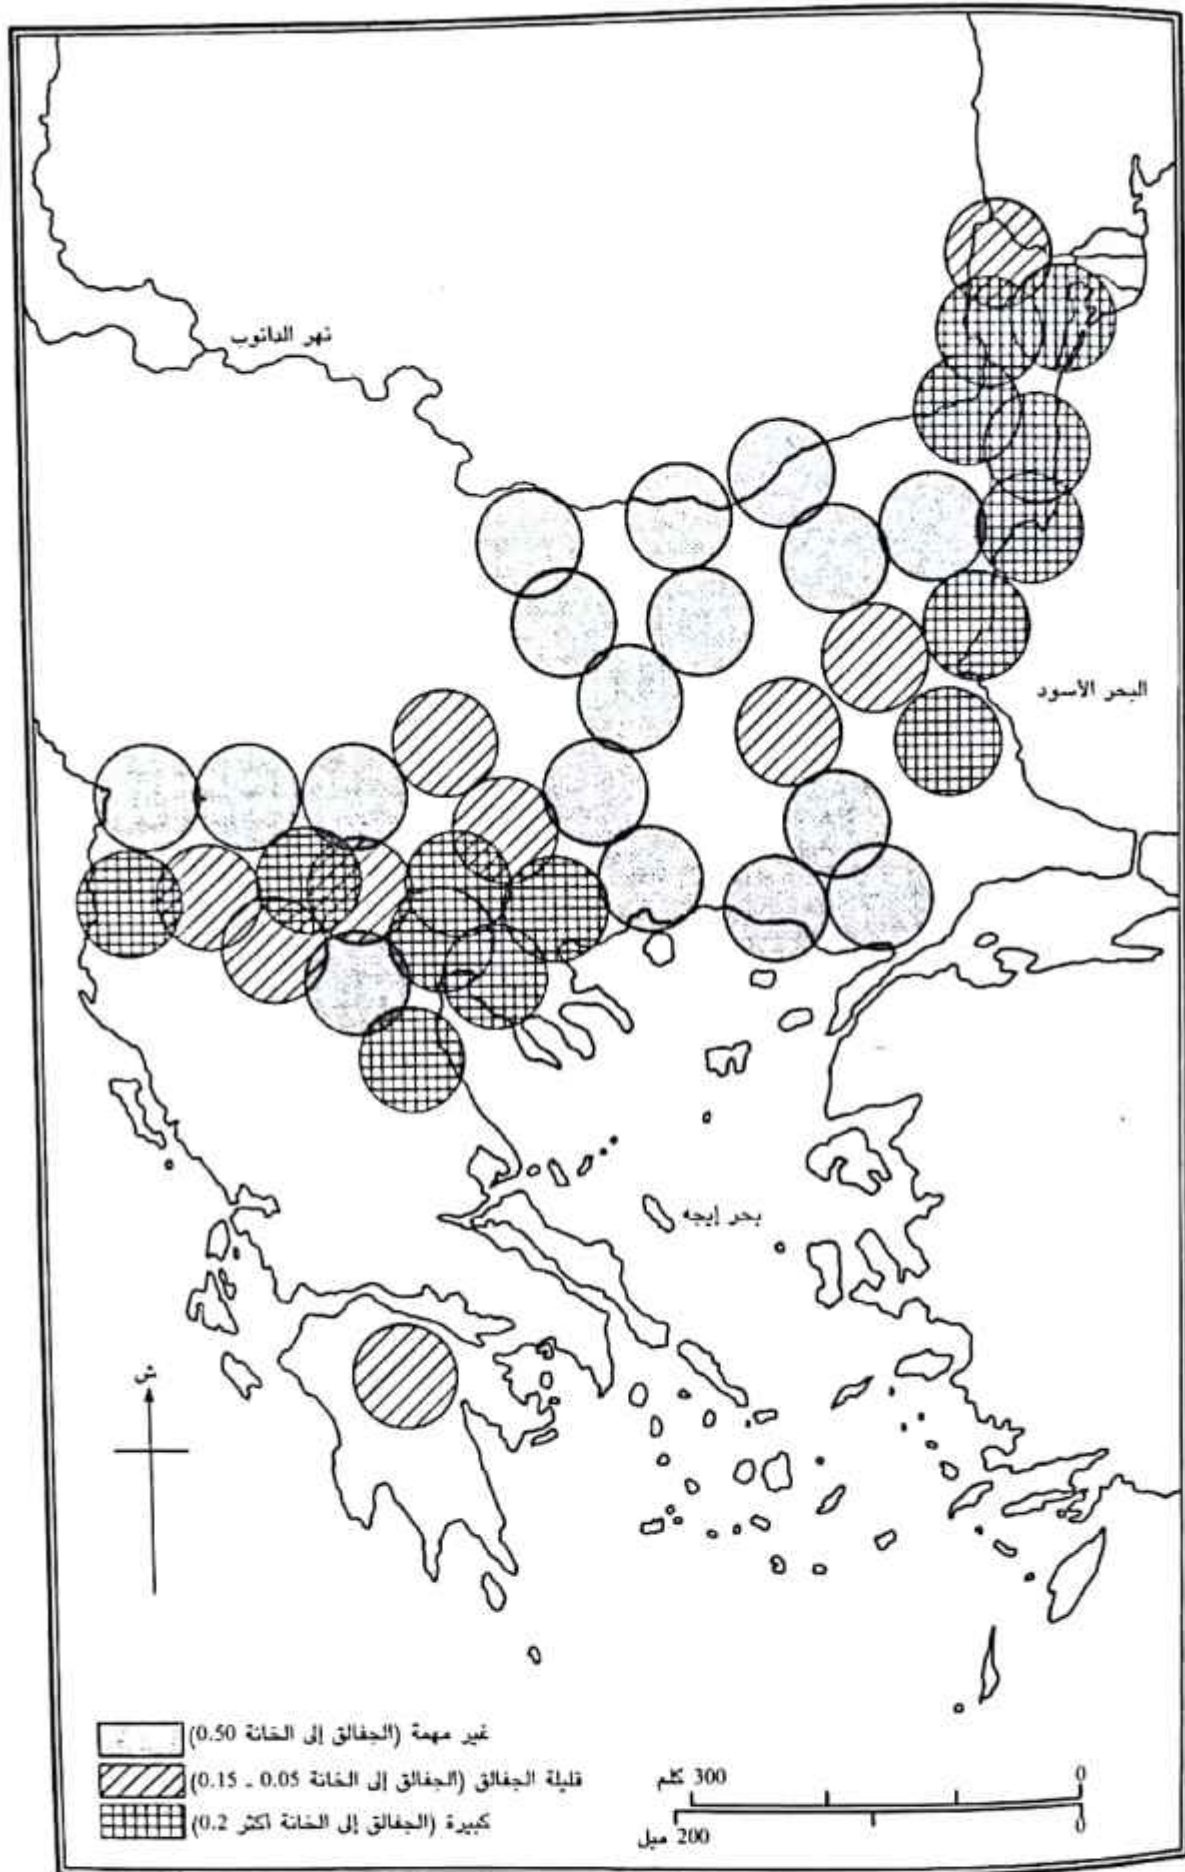 نهر الدانوب
البحر الأسود
بحر إيجه
ش
غير مهمة (الجفالق إلى الخانة 0.50)
قليلة الجفالق (الجفالق إلى الخانة 0.05 ـ 0.15)
كبيرة (الجفالق إلى الخانة أكثر 0.2)
300 كلم 0
200 ميل 0